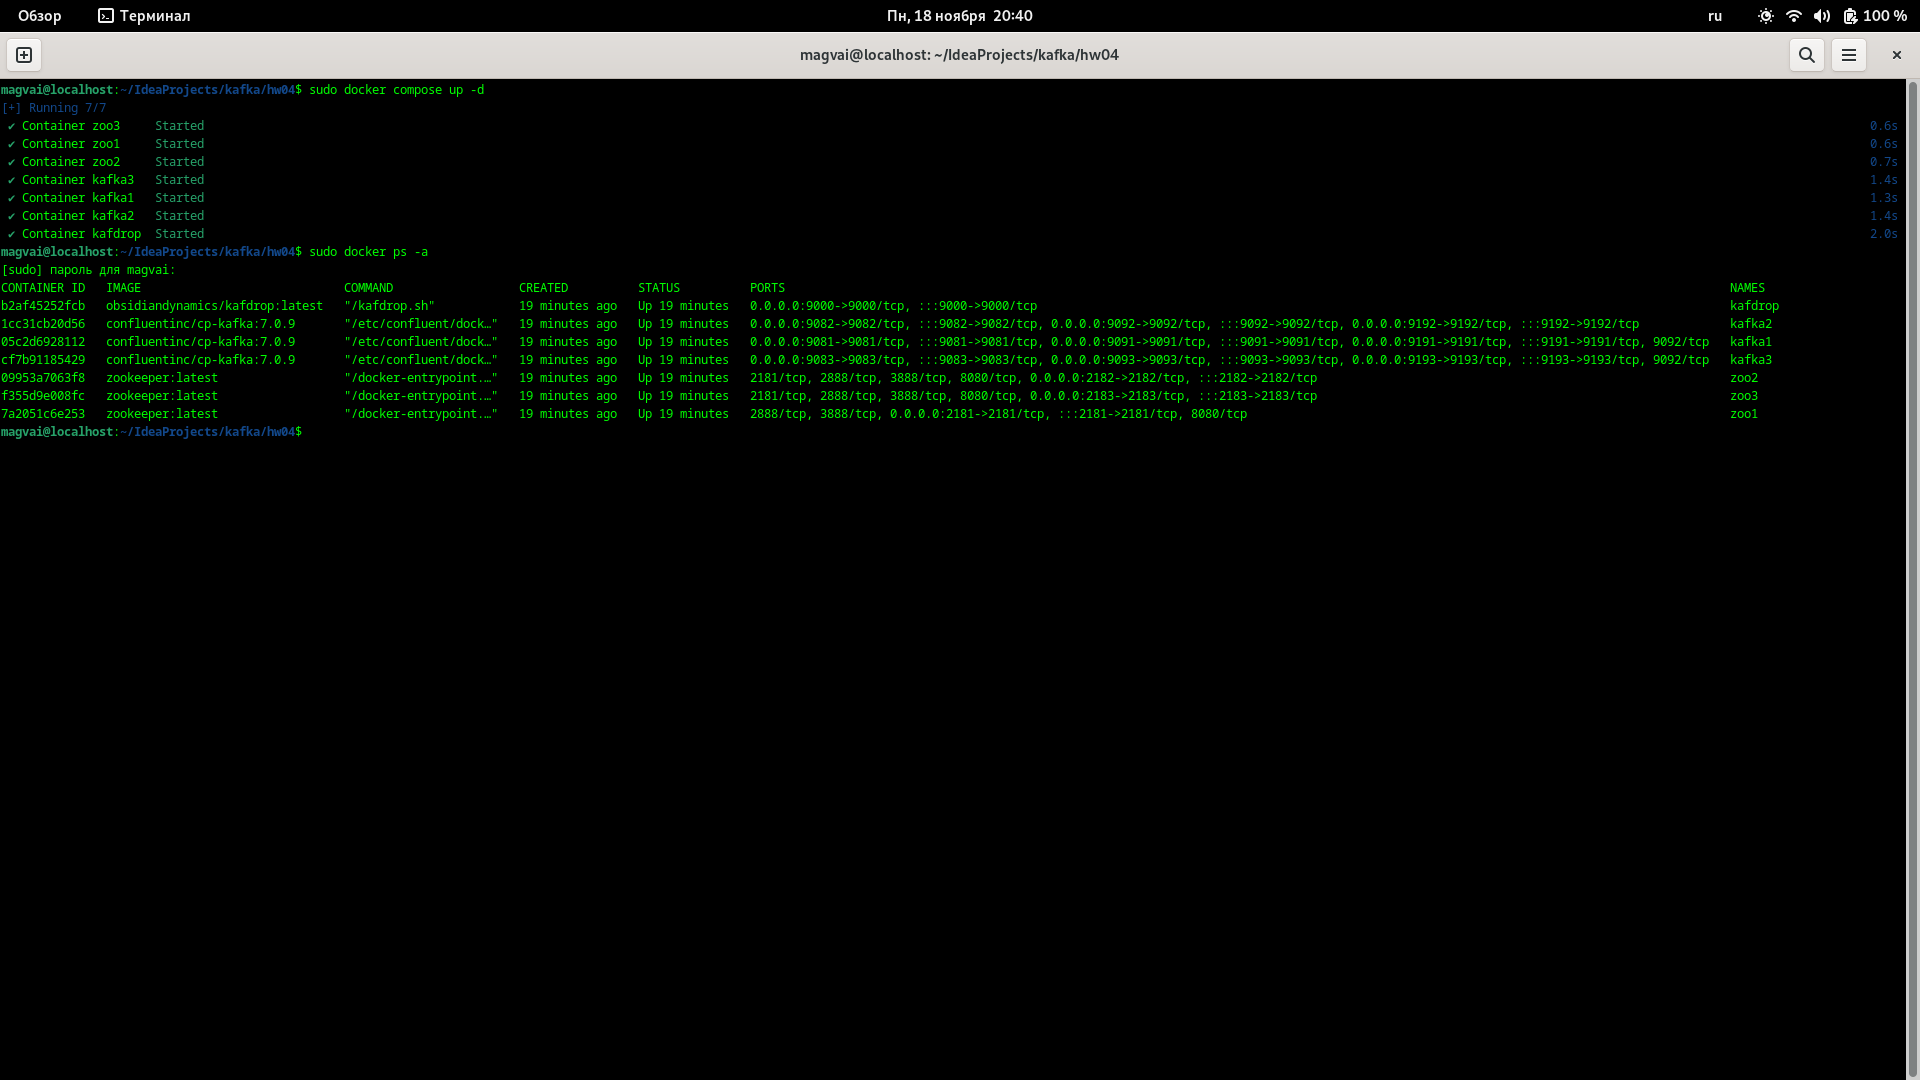 Обзор Терминал Пн, 18 ноября 20:40 ru 100 %
magvai@localhost: ~/IdeaProjects/kafka/hw04
magvai@localhost:~/IdeaProjects/kafka/hw04$ sudo docker compose up -d
[+] Running 7/7
✔ Container zoo3 Started 0.6s
✔ Container zoo1 Started 0.6s
✔ Container zoo2 Started 0.7s
✔ Container kafka3 Started 1.4s
✔ Container kafka1 Started 1.3s
✔ Container kafka2 Started 1.4s
✔ Container kafdrop Started 2.0s
magvai@localhost:~/IdeaProjects/kafka/hw04$ sudo docker ps -a
[sudo] пароль для magvai:
CONTAINER ID IMAGE COMMAND CREATED STATUS PORTS NAMES
b2af45252fcb obsidiandynamics/kafdrop:latest "/kafdrop.sh" 19 minutes ago Up 19 minutes 0.0.0.0:9000->9000/tcp, :::9000->9000/tcp kafdrop
1cc31cb20d56 confluentinc/cp-kafka:7.0.9 "/etc/confluent/dock…" 19 minutes ago Up 19 minutes 0.0.0.0:9082->9082/tcp, :::9082->9082/tcp, 0.0.0.0:9092->9092/tcp, :::9092->9092/tcp, 0.0.0.0:9192->9192/tcp, :::9192->9192/tcp kafka2
05c2d6928112 confluentinc/cp-kafka:7.0.9 "/etc/confluent/dock…" 19 minutes ago Up 19 minutes 0.0.0.0:9081->9081/tcp, :::9081->9081/tcp, 0.0.0.0:9091->9091/tcp, :::9091->9091/tcp, 0.0.0.0:9191->9191/tcp, :::9191->9191/tcp, 9092/tcp kafka1
cf7b91185429 confluentinc/cp-kafka:7.0.9 "/etc/confluent/dock…" 19 minutes ago Up 19 minutes 0.0.0.0:9083->9083/tcp, :::9083->9083/tcp, 0.0.0.0:9093->9093/tcp, :::9093->9093/tcp, 0.0.0.0:9193->9193/tcp, :::9193->9193/tcp, 9092/tcp kafka3
09953a7063f8 zookeeper:latest "/docker-entrypoint.…" 19 minutes ago Up 19 minutes 2181/tcp, 2888/tcp, 3888/tcp, 8080/tcp, 0.0.0.0:2182->2182/tcp, :::2182->2182/tcp zoo2
f355d9e008fc zookeeper:latest "/docker-entrypoint.…" 19 minutes ago Up 19 minutes 2181/tcp, 2888/tcp, 3888/tcp, 8080/tcp, 0.0.0.0:2183->2183/tcp, :::2183->2183/tcp zoo3
7a2051c6e253 zookeeper:latest "/docker-entrypoint.…" 19 minutes ago Up 19 minutes 2888/tcp, 3888/tcp, 0.0.0.0:2181->2181/tcp, :::2181->2181/tcp, 8080/tcp zoo1
magvai@localhost:~/IdeaProjects/kafka/hw04$